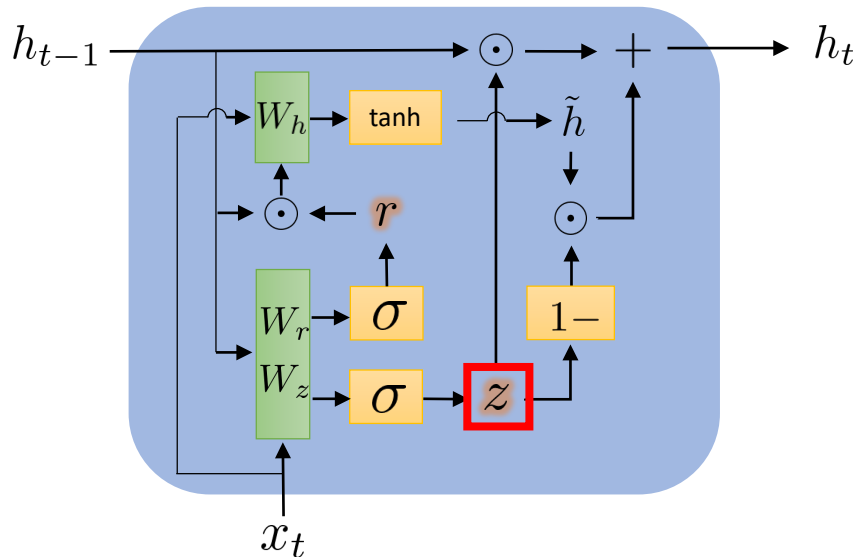 h_{t-1} ⊙ + h_t
W_h tanh h̃
⊙ r ⊙
W_r σ 1−
W_z σ z
x_t